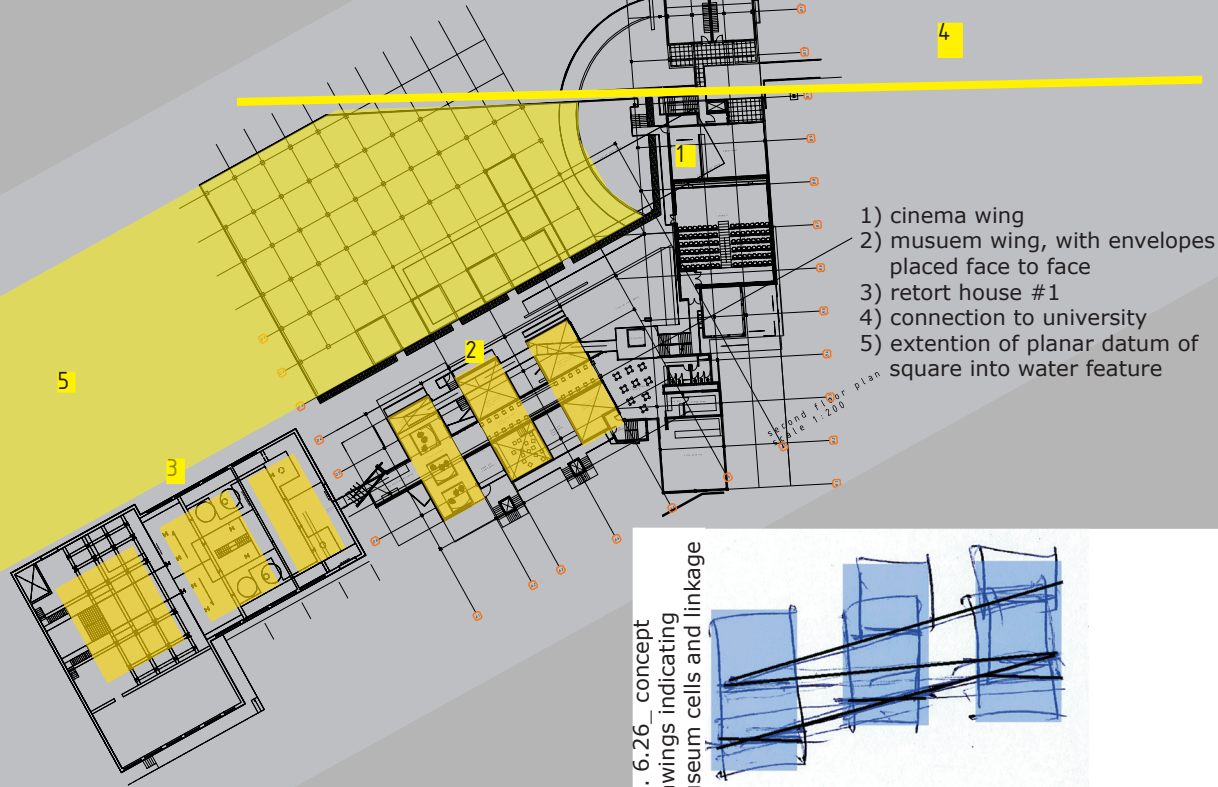 4
1
1) cinema wing
2) musuem wing, with envelopes
placed face to face
3) retort house #1
4) connection to university
5) extention of planar datum of
square into water feature
2
5
second floor plan
scale 1:200
3
. 6.26_ concept
wings indicating
seum cells and linkage